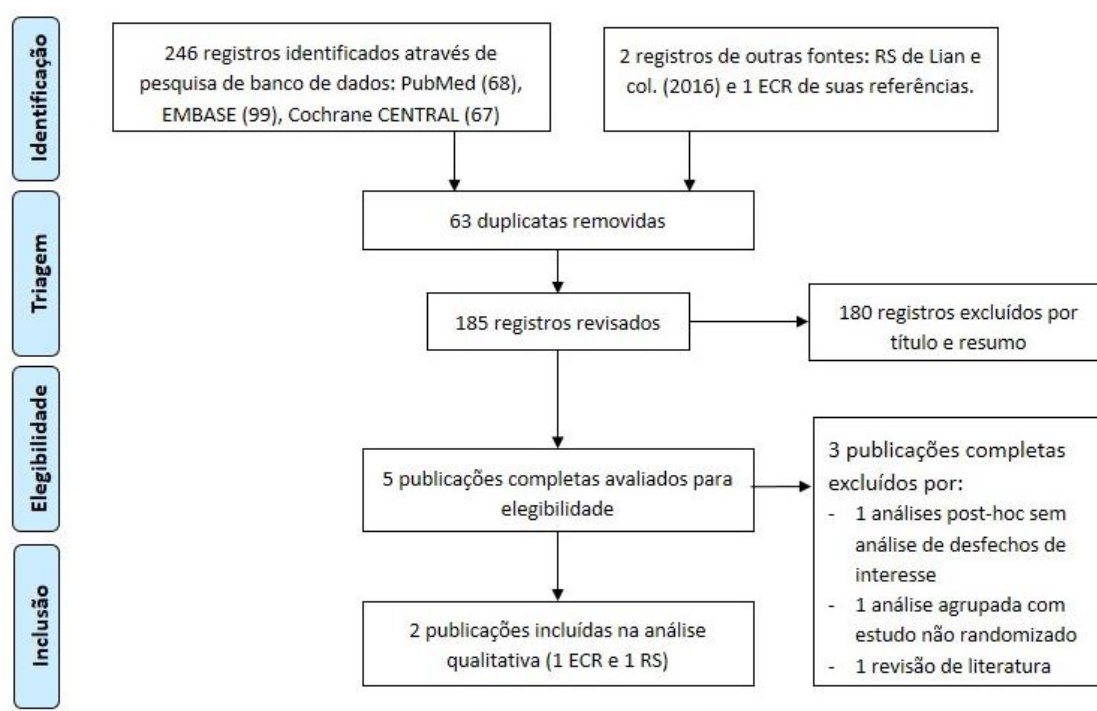 Identificação
246 registros identificados através de
pesquisa de banco de dados: PubMed (68),
EMBASE (99), Cochrane CENTRAL (67)
2 registros de outras fontes: RS de Lian e
col. (2016) e 1 ECR de suas referências.
Triagem
63 duplicatas removidas
185 registros revisados
180 registros excluídos por
título e resumo
Elegibilidade
5 publicações completas avaliados para
elegibilidade
3 publicações completas
excluídos por:
- 1 análises post-hoc sem
análise de desfechos de
interesse
- 1 análise agrupada com
estudo não randomizado
- 1 revisão de literatura
Inclusão
2 publicações incluídas na análise
qualitativa (1 ECR e 1 RS)